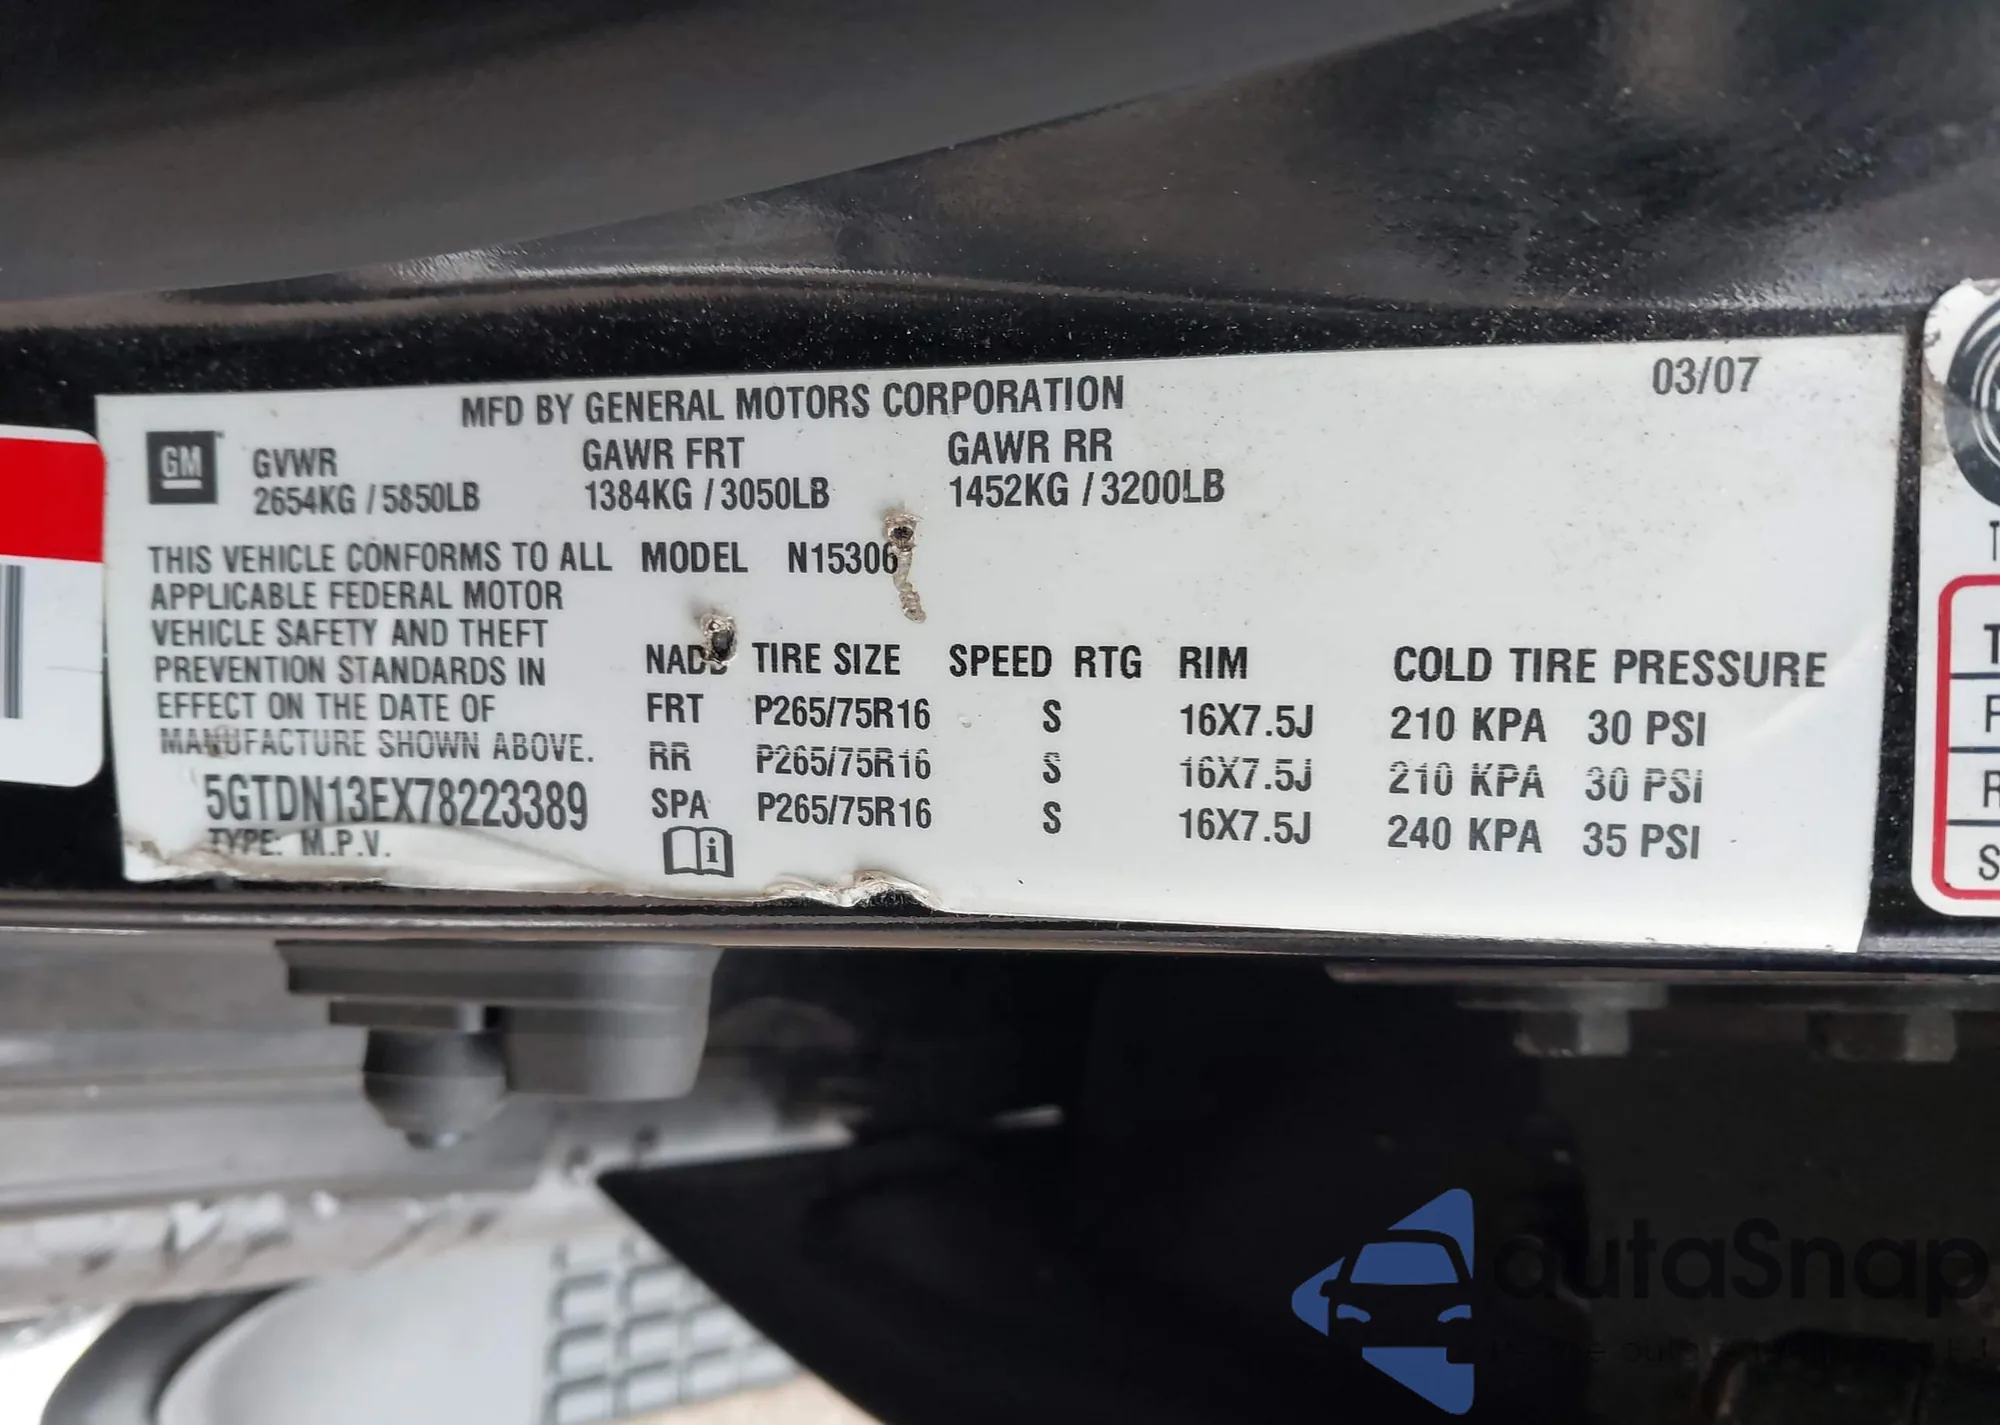 03/07
MFD BY GENERAL MOTORS CORPORATION
GM
GVWR GAWR FRT GAWR RR
2654KG / 5850LB 1384KG / 3050LB 1452KG / 3200LB
THIS VEHICLE CONFORMS TO ALL MODEL N15306
APPLICABLE FEDERAL MOTOR
VEHICLE SAFETY AND THEFT
PREVENTION STANDARDS IN
EFFECT ON THE DATE OF
MANUFACTURE SHOWN ABOVE.
5GTDN13EX78223389
TYPE: M.P.V.
TIRE SIZE SPEED RTG RIM COLD TIRE PRESSURE
FRT P265/75R16 S 16X7.5J 210 KPA 30 PSI
RR P265/75R16 S 16X7.5J 210 KPA 30 PSI
SPA P265/75R16 S 16X7.5J 240 KPA 35 PSI
i
autaSnap